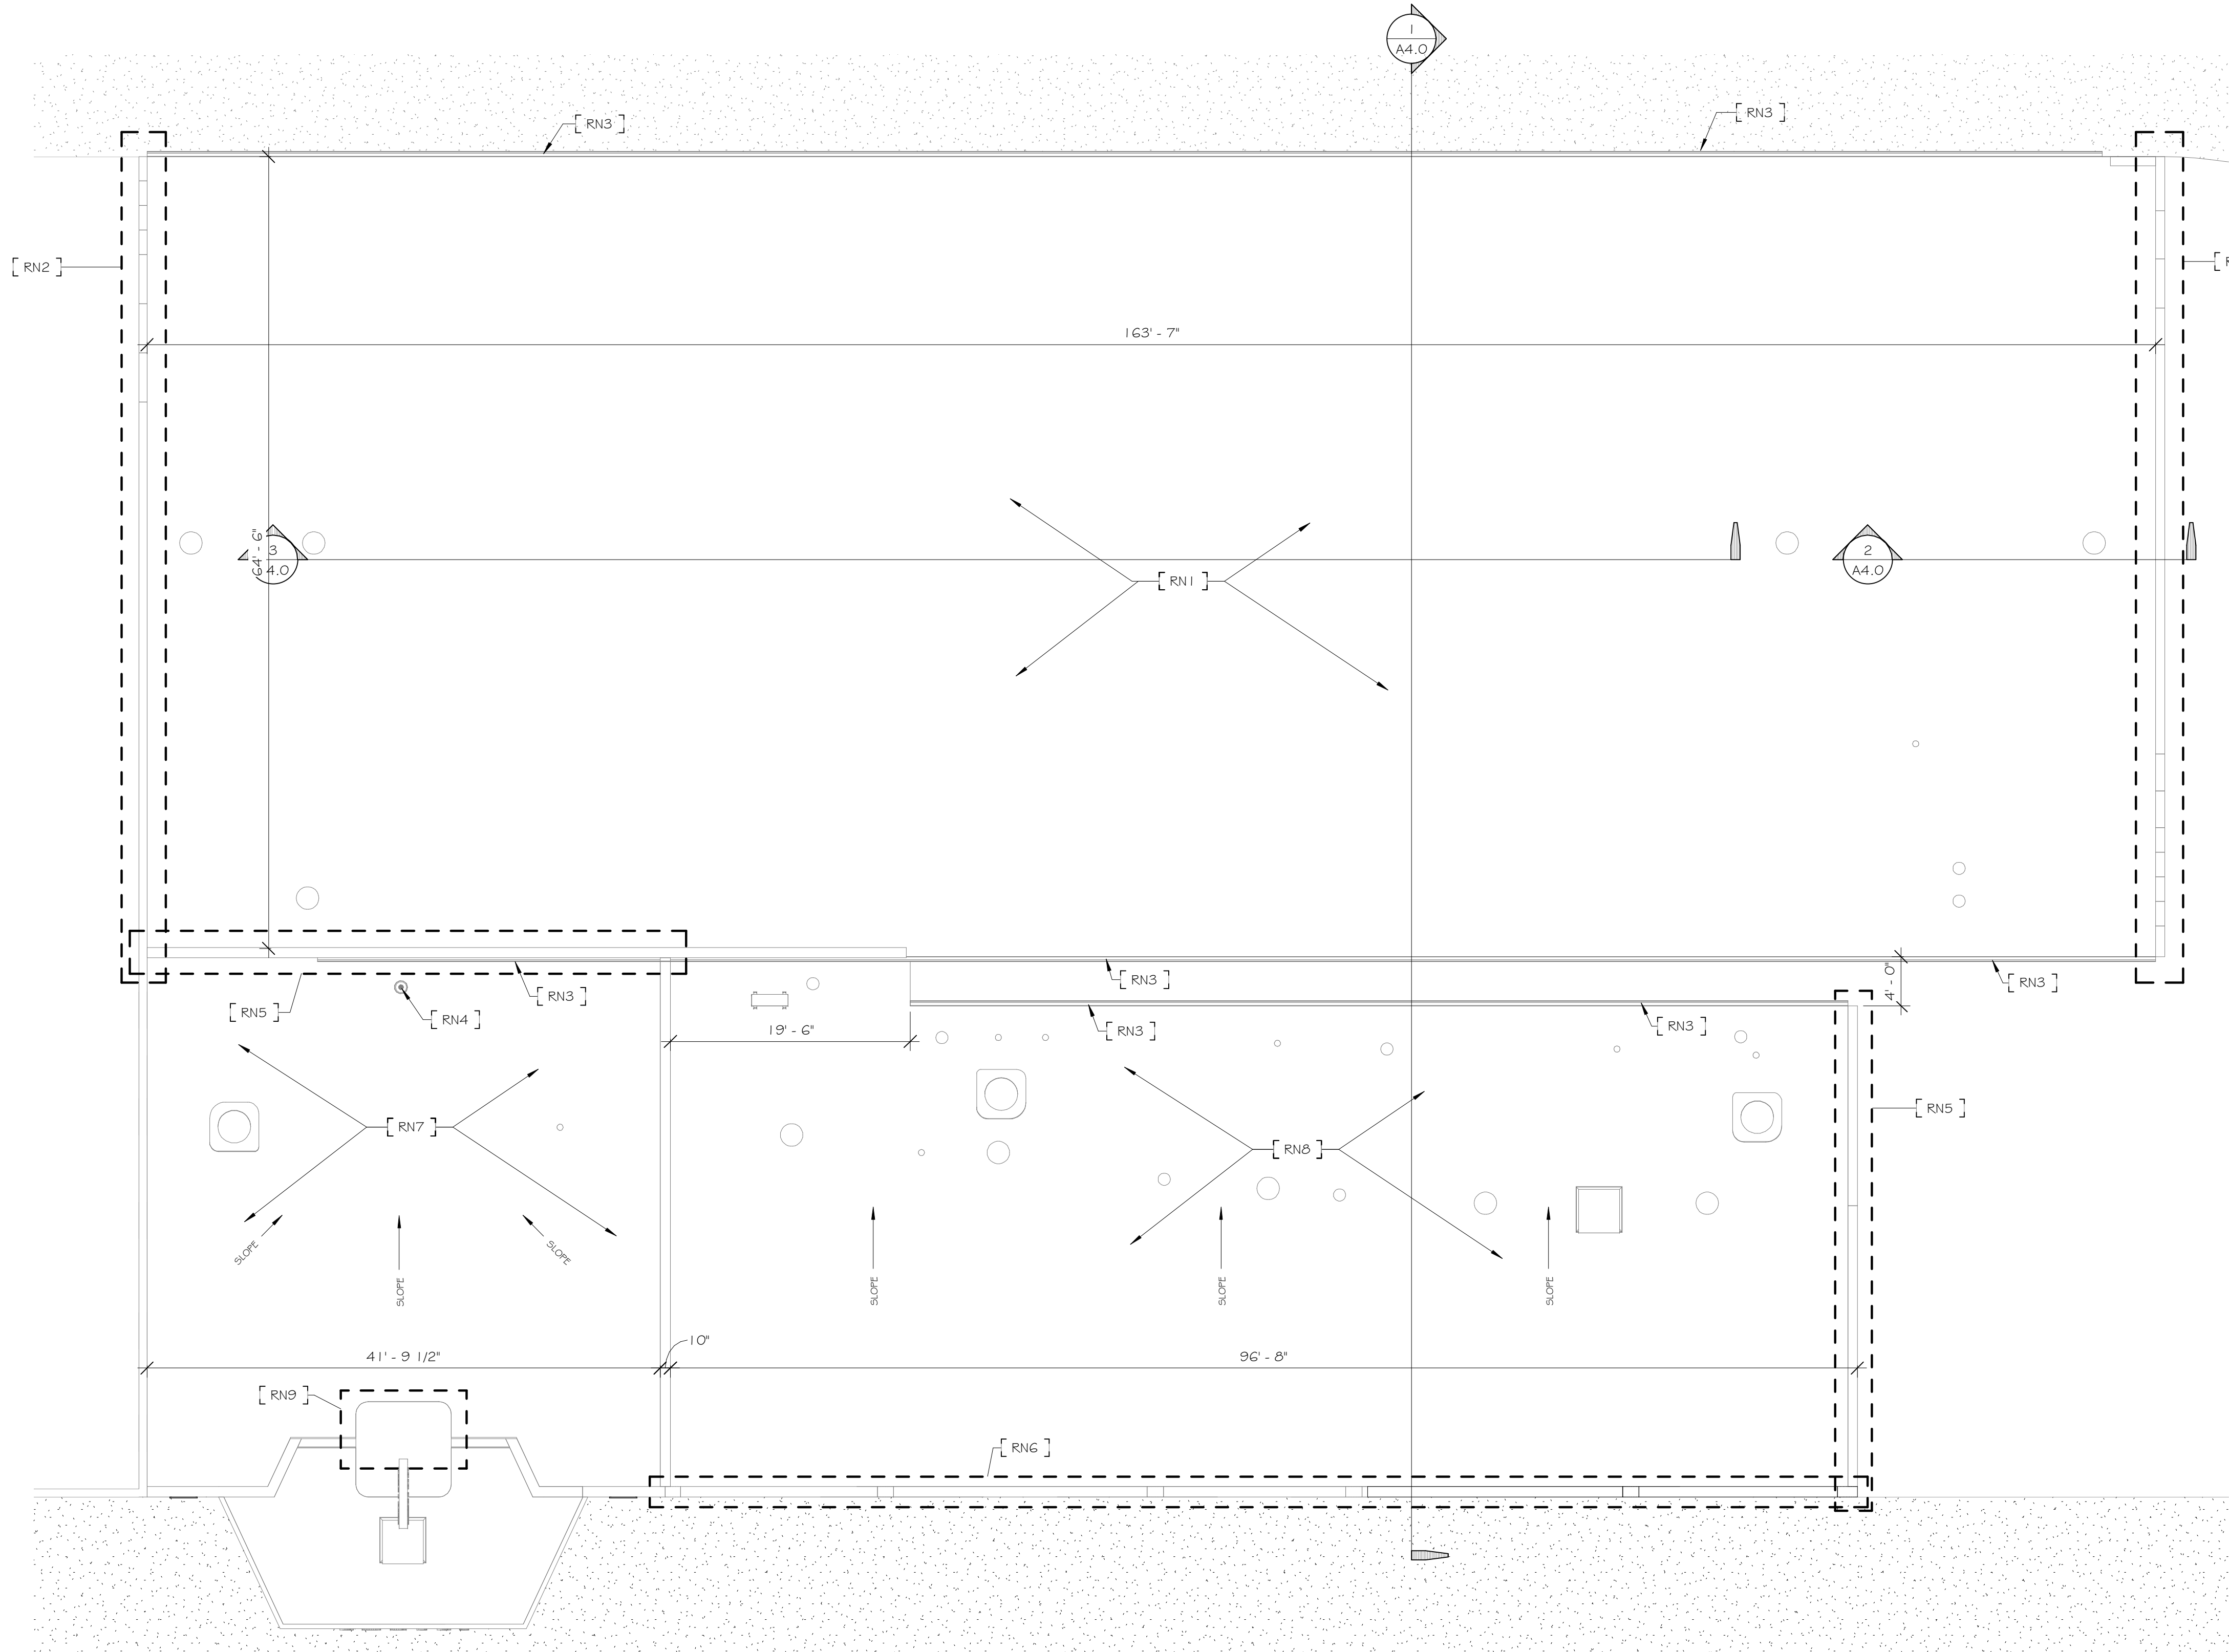 1
A4.0
[ RN3 ]
[ RN3 ]
[ RN2 ]
163' - 7"
64' - 6"
3
4.0
2
A4.0
[ RN1 ]
[ RN3 ]
[ RN3 ]
4' - 0"
[ RN5 ]
[ RN3 ]
[ RN4 ]
19' - 6"
[ RN3 ]
[ RN3 ]
[ RN5 ]
[ RN7 ]
[ RN8 ]
SLOPE
SLOPE
SLOPE
SLOPE
SLOPE
SLOPE
10"
41' - 9 1/2"
96' - 8"
[ RN9 ]
[ RN6 ]